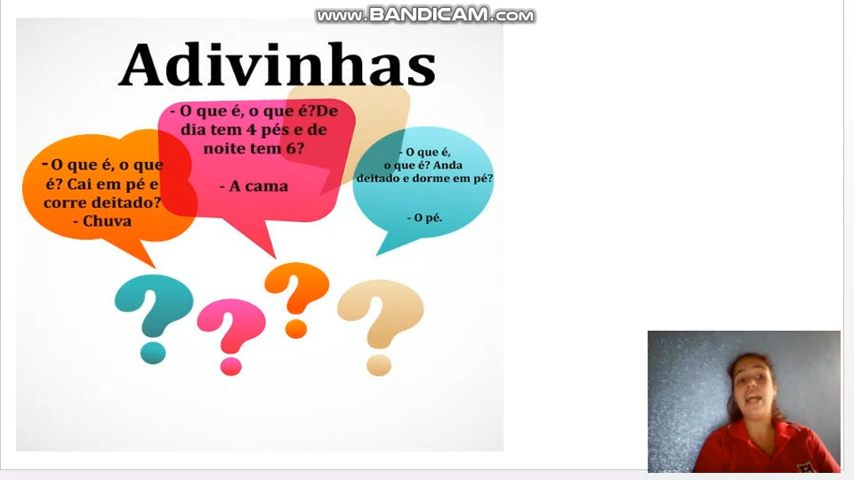 www.BANDICAM.com
Adivinhas
-O que é, o que
é? Cai em pé e
corre deitado?
- Chuva
- O que é, o que é?De
dia tem 4 pés e de
noite tem 6?
- A cama
- O que é,
o que é? Anda
deitado e dorme em pé?
- O pé.